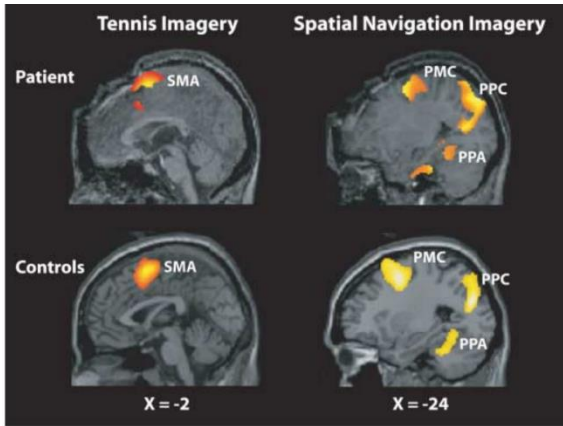 Tennis Imagery Spatial Navigation Imagery
Patient
SMA
PMC
PPC
PPA
Controls
SMA
PMC
PPC
PPA
X = -2 X = -24